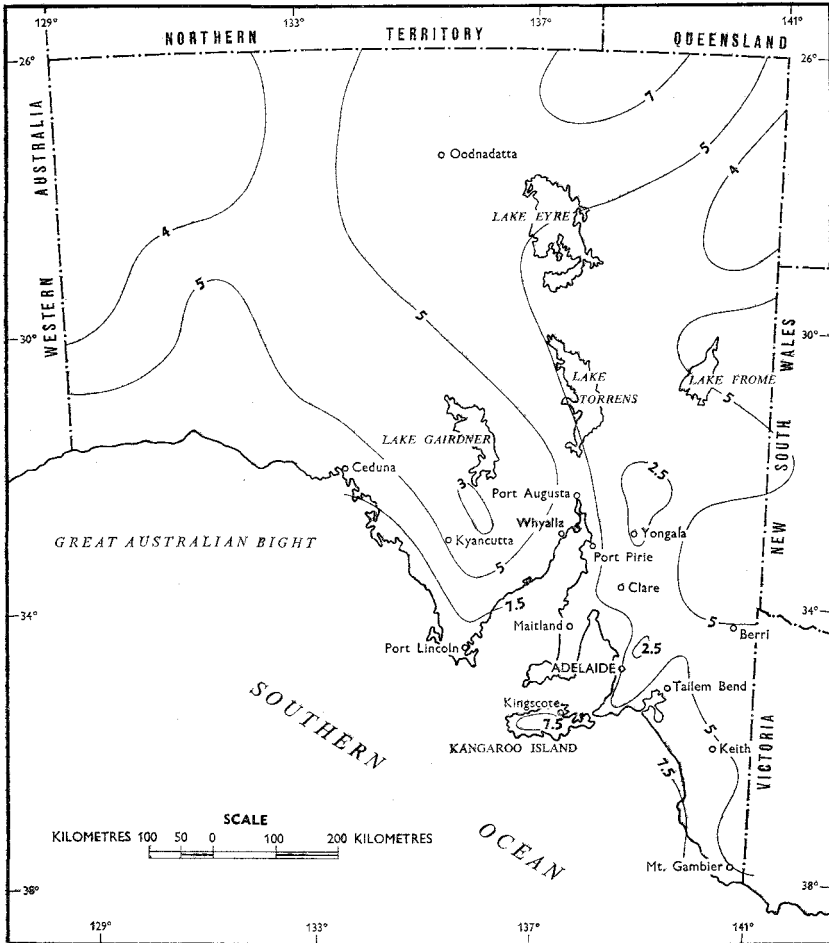 129° 133° 137° 141°
NORTHERN TERRITORY QUEENSLAND
26° 26°
7
WESTERN AUSTRALIA
Oodnadatta
5
4
LAKE EYRE
4
5
5
30° 30°
LAKE TORRENS
LAKE FROME
5
NEW SOUTH WALES
LAKE GAIRDNER
Ceduna
3
2.5
Port Augusta
Whyalla
Yongala
GREAT AUSTRALIAN BIGHT
Kyancutta
Port Pirie
5
Clare
7.5
34° 34°
Maitland
5
Berri
Port Lincoln
2.5
ADELAIDE
Tailem Bend
SOUTHERN OCEAN
Kingscote
7.5
5
Keith
KANGAROO ISLAND
7.5
VICTORIA
SCALE
KILOMETRES 100 50 0 100 200 KILOMETRES
Mt. Gambier
38° 38°
129° 133° 137° 141°